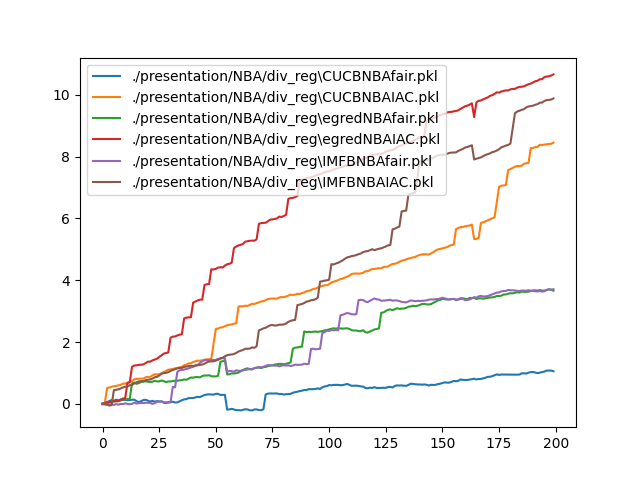 ./presentation/NBA/div_reg\CUCBNBAfair.pkl
./presentation/NBA/div_reg\CUCBNBAIAC.pkl
./presentation/NBA/div_reg\egredNBAfair.pkl
./presentation/NBA/div_reg\egredNBAIAC.pkl
./presentation/NBA/div_reg\IMFBNBAfair.pkl
./presentation/NBA/div_reg\IMFBNBAIAC.pkl
10
8
6
4
2
0
0 25 50 75 100 125 150 175 200